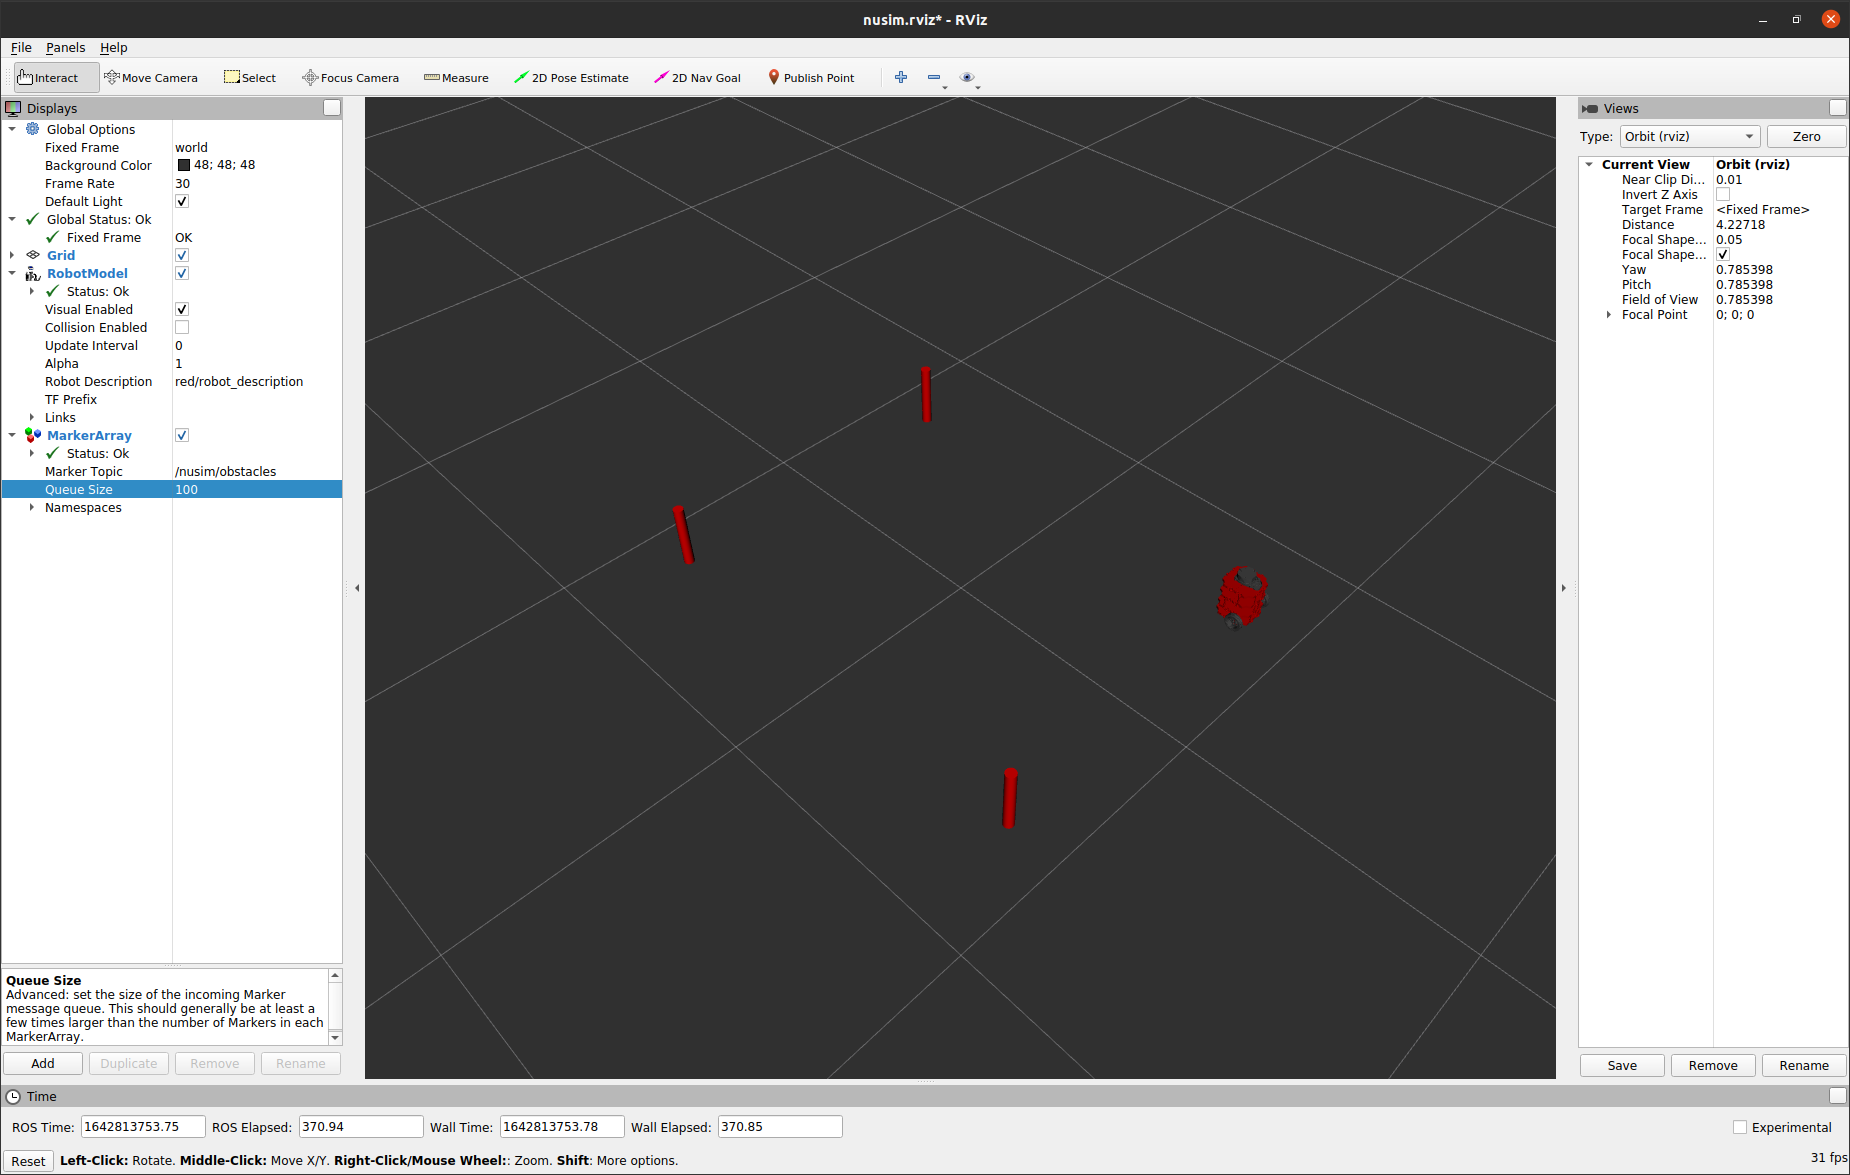 nusim.rviz* - RViz
File Panels Help
Interact Move Camera Select Focus Camera Measure 2D Pose Estimate 2D Nav Goal Publish Point
Displays
Global Options
Fixed Frame world
Background Color 48; 48; 48
Frame Rate 30
Default Light
Global Status: Ok
Fixed Frame OK
Grid
RobotModel
Status: Ok
Visual Enabled
Collision Enabled
Update Interval 0
Alpha 1
Robot Description red/robot_description
TF Prefix
Links
MarkerArray
Status: Ok
Marker Topic /nusim/obstacles
Queue Size 100
Namespaces
Queue Size
Advanced: set the size of the incoming Marker
message queue. This should generally be at least a
few times larger than the number of Markers in each
MarkerArray.
Add Duplicate Remove Rename
Views
Type: Orbit (rviz) Zero
Current View Orbit (rviz)
Near Clip Di... 0.01
Invert Z Axis
Target Frame <Fixed Frame>
Distance 4.22718
Focal Shape... 0.05
Focal Shape...
Yaw 0.785398
Pitch 0.785398
Field of View 0.785398
Focal Point 0; 0; 0
Save Remove Rename
Time
ROS Time: 1642813753.75 ROS Elapsed: 370.94 Wall Time: 1642813753.78 Wall Elapsed: 370.85 Experimental
Reset Left-Click: Rotate. Middle-Click: Move X/Y. Right-Click/Mouse Wheel:: Zoom. Shift: More options. 31 fps